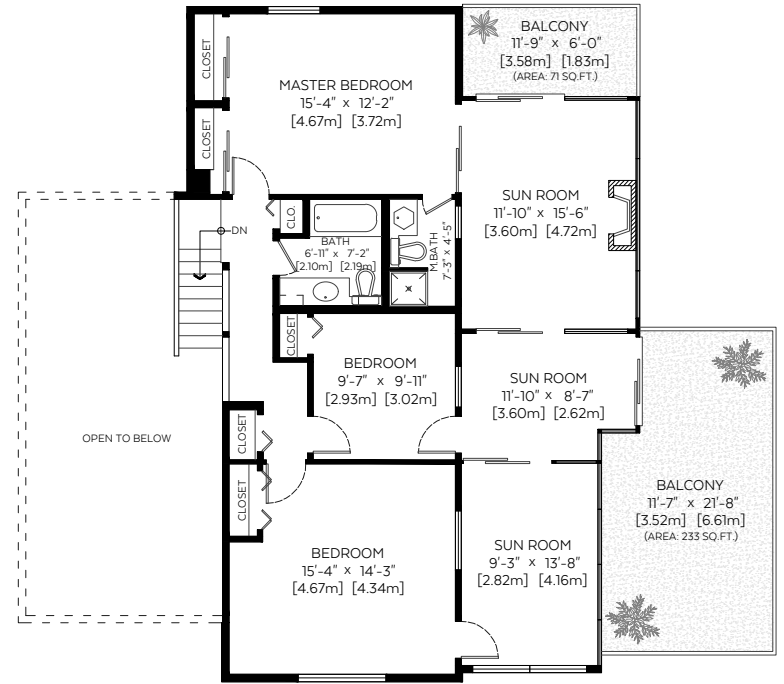 CLOSET
CLOSET
MASTER BEDROOM
15'-4" x 12'-2"
[4.67m] [3.72m]
BALCONY
11'-9" x 6'-0"
[3.58m] [1.83m]
(AREA: 71 SQ.FT.)
SUN ROOM
11'-10" x 15'-6"
[3.60m] [4.72m]
DN
CLO.
BATH
6'-11" x 7'-2"
[2.10m] [2.19m]
M.BATH
7'-3" x 4'-5"
CLOSET
BEDROOM
9'-7" x 9'-11"
[2.93m] [3.02m]
SUN ROOM
11'-10" x 8'-7"
[3.60m] [2.62m]
OPEN TO BELOW
CLOSET
CLOSET
BEDROOM
15'-4" x 14'-3"
[4.67m] [4.34m]
SUN ROOM
9'-3" x 13'-8"
[2.82m] [4.16m]
BALCONY
11'-7" x 21'-8"
[3.52m] [6.61m]
(AREA: 233 SQ.FT.)